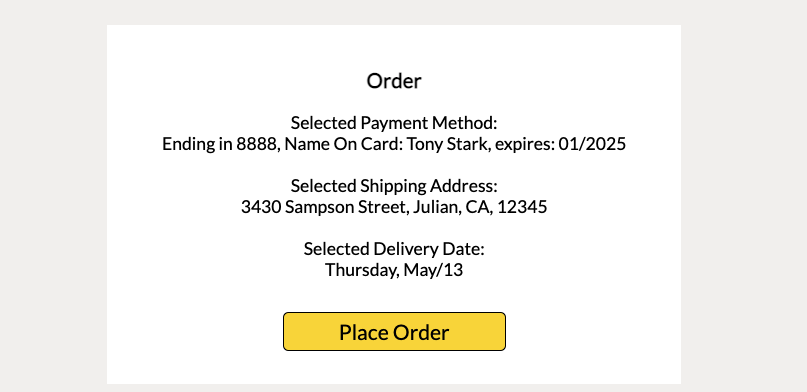 Order
Selected Payment Method:
Ending in 8888, Name On Card: Tony Stark, expires: 01/2025
Selected Shipping Address:
3430 Sampson Street, Julian, CA, 12345
Selected Delivery Date:
Thursday, May/13
Place Order